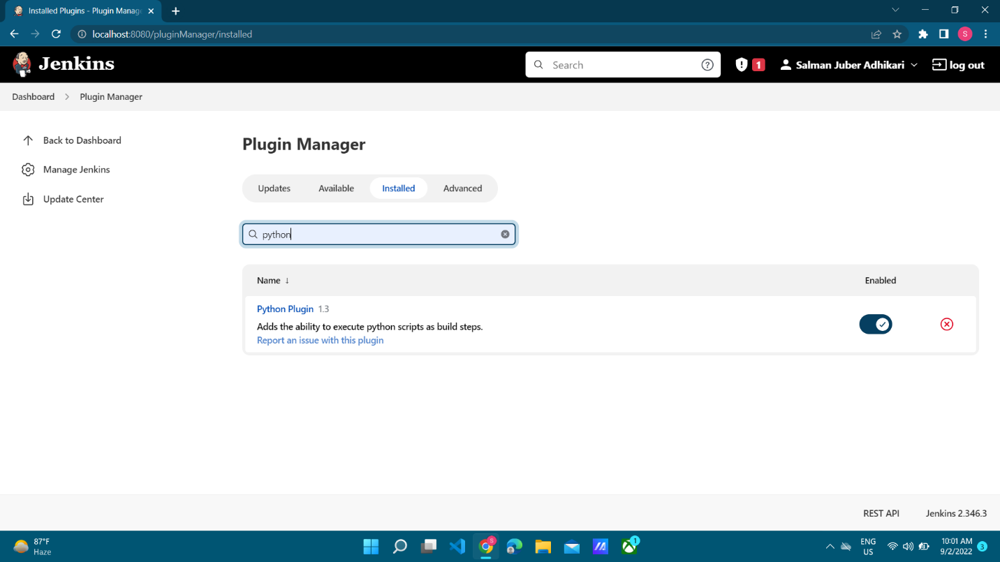 Installed Plugins - Plugin Manag
localhost:8080/pluginManager/installed
S
Jenkins
Search
1
Salman Juber Adhikari
log out
Dashboard
Plugin Manager
Back to Dashboard
Manage Jenkins
Update Center
Plugin Manager
Updates
Available
Installed
Advanced
python
Name ↓
Enabled
Python Plugin 1.3
Adds the ability to execute python scripts as build steps.
Report an issue with this plugin
REST API
Jenkins 2.346.3
87°F
Haze
S
1
ENG
US
10:01 AM
9/2/2022
3